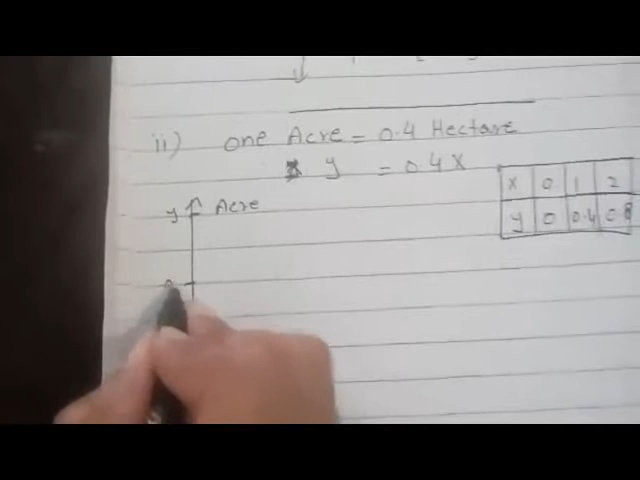 ii) one Acre = 0.4 Hectare
y = 0.4 x
x 0 1 2
y 0 0.4 0.8
y Acre